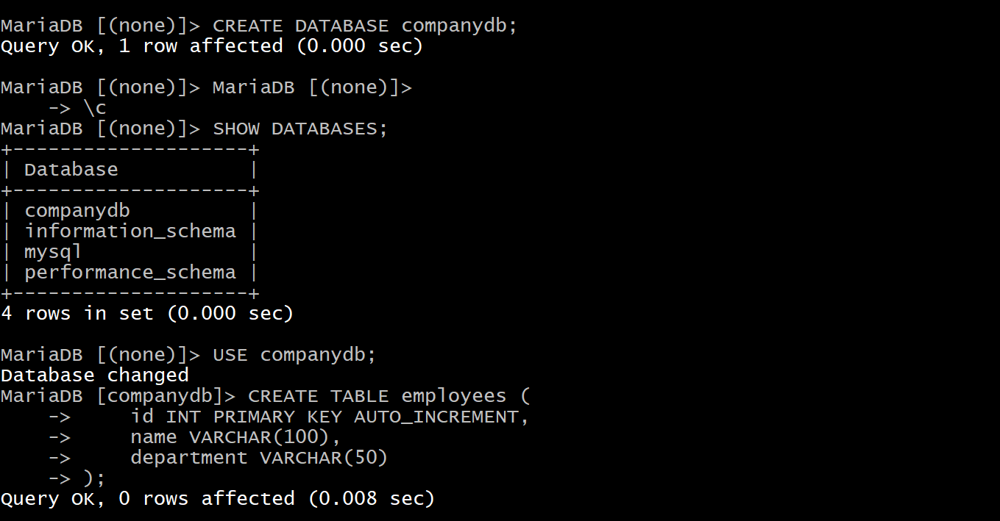 MariaDB [(none)]> CREATE DATABASE companydb;
Query OK, 1 row affected (0.000 sec)

MariaDB [(none)]> MariaDB [(none)]>
    -> \c
MariaDB [(none)]> SHOW DATABASES;
+--------------------+
| Database           |
+--------------------+
| companydb          |
| information_schema |
| mysql              |
| performance_schema |
+--------------------+
4 rows in set (0.000 sec)

MariaDB [(none)]> USE companydb;
Database changed
MariaDB [companydb]> CREATE TABLE employees (
    ->     id INT PRIMARY KEY AUTO_INCREMENT,
    ->     name VARCHAR(100),
    ->     department VARCHAR(50)
    -> );
Query OK, 0 rows affected (0.008 sec)